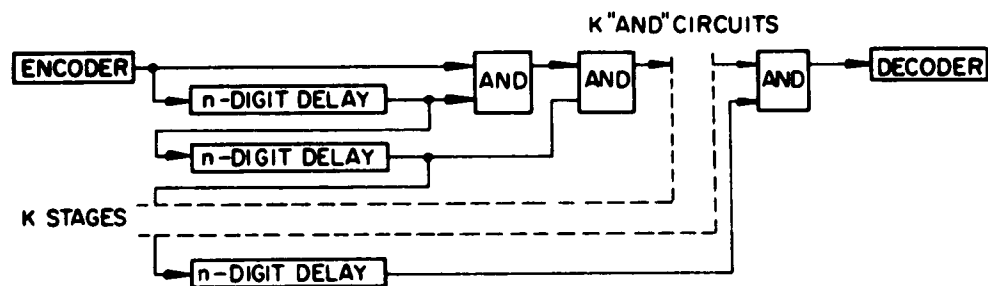 K "AND" CIRCUITS
ENCODER
AND
AND
AND
DECODER
n-DIGIT DELAY
n-DIGIT DELAY
K STAGES
n-DIGIT DELAY